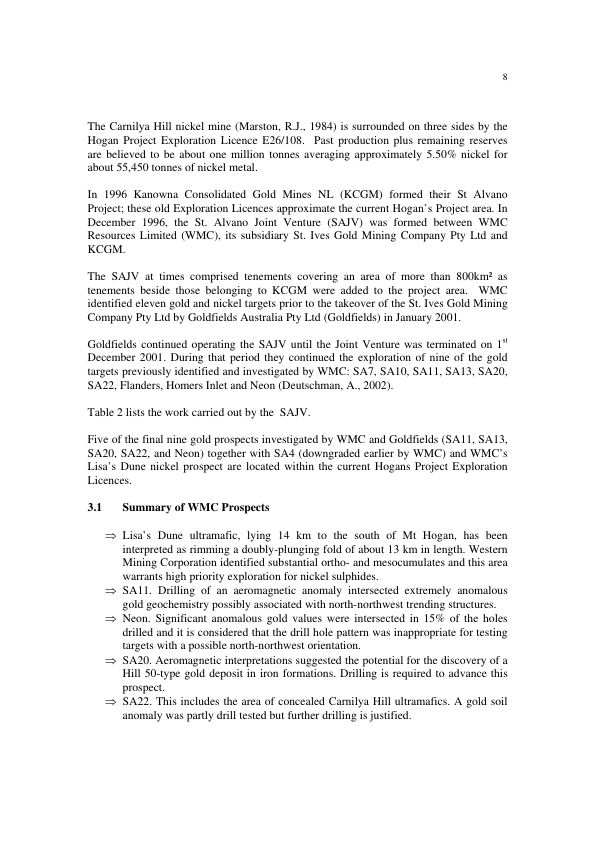 8
The Carnilya Hill nickel mine (Marston, R.J., 1984) is surrounded on three sides by the
Hogan Project Exploration Licence E26/108.  Past production plus remaining reserves
are believed to be about one million tonnes averaging approximately 5.50% nickel for
about 55,450 tonnes of nickel metal.
In 1996 Kanowna Consolidated Gold Mines NL (KCGM) formed their St Alvano
Project; these old Exploration Licences approximate the current Hogan's Project area. In
December 1996, the St. Alvano Joint Venture (SAJV) was formed between WMC
Resources Limited (WMC), its subsidiary St. Ives Gold Mining Company Pty Ltd and
KCGM.
The SAJV at times comprised tenements covering an area of more than 800km² as
tenements beside those belonging to KCGM were added to the project area.  WMC
identified eleven gold and nickel targets prior to the takeover of the St. Ives Gold Mining
Company Pty Ltd by Goldfields Australia Pty Ltd (Goldfields) in January 2001.
Goldfields continued operating the SAJV until the Joint Venture was terminated on 1st
December 2001. During that period they continued the exploration of nine of the gold
targets previously identified and investigated by WMC: SA7, SA10, SA11, SA13, SA20,
SA22, Flanders, Homers Inlet and Neon (Deutschman, A., 2002).
Table 2 lists the work carried out by the  SAJV.
Five of the final nine gold prospects investigated by WMC and Goldfields (SA11, SA13,
SA20, SA22, and Neon) together with SA4 (downgraded earlier by WMC) and WMC's
Lisa's Dune nickel prospect are located within the current Hogans Project Exploration
Licences.
3.1 Summary of WMC Prospects
⇒ Lisa's Dune ultramafic, lying 14 km to the south of Mt Hogan, has been
interpreted as rimming a doubly-plunging fold of about 13 km in length. Western
Mining Corporation identified substantial ortho- and mesocumulates and this area
warrants high priority exploration for nickel sulphides.
⇒ SA11. Drilling of an aeromagnetic anomaly intersected extremely anomalous
gold geochemistry possibly associated with north-northwest trending structures.
⇒ Neon. Significant anomalous gold values were intersected in 15% of the holes
drilled and it is considered that the drill hole pattern was inappropriate for testing
targets with a possible north-northwest orientation.
⇒ SA20. Aeromagnetic interpretations suggested the potential for the discovery of a
Hill 50-type gold deposit in iron formations. Drilling is required to advance this
prospect.
⇒ SA22. This includes the area of concealed Carnilya Hill ultramafics. A gold soil
anomaly was partly drill tested but further drilling is justified.